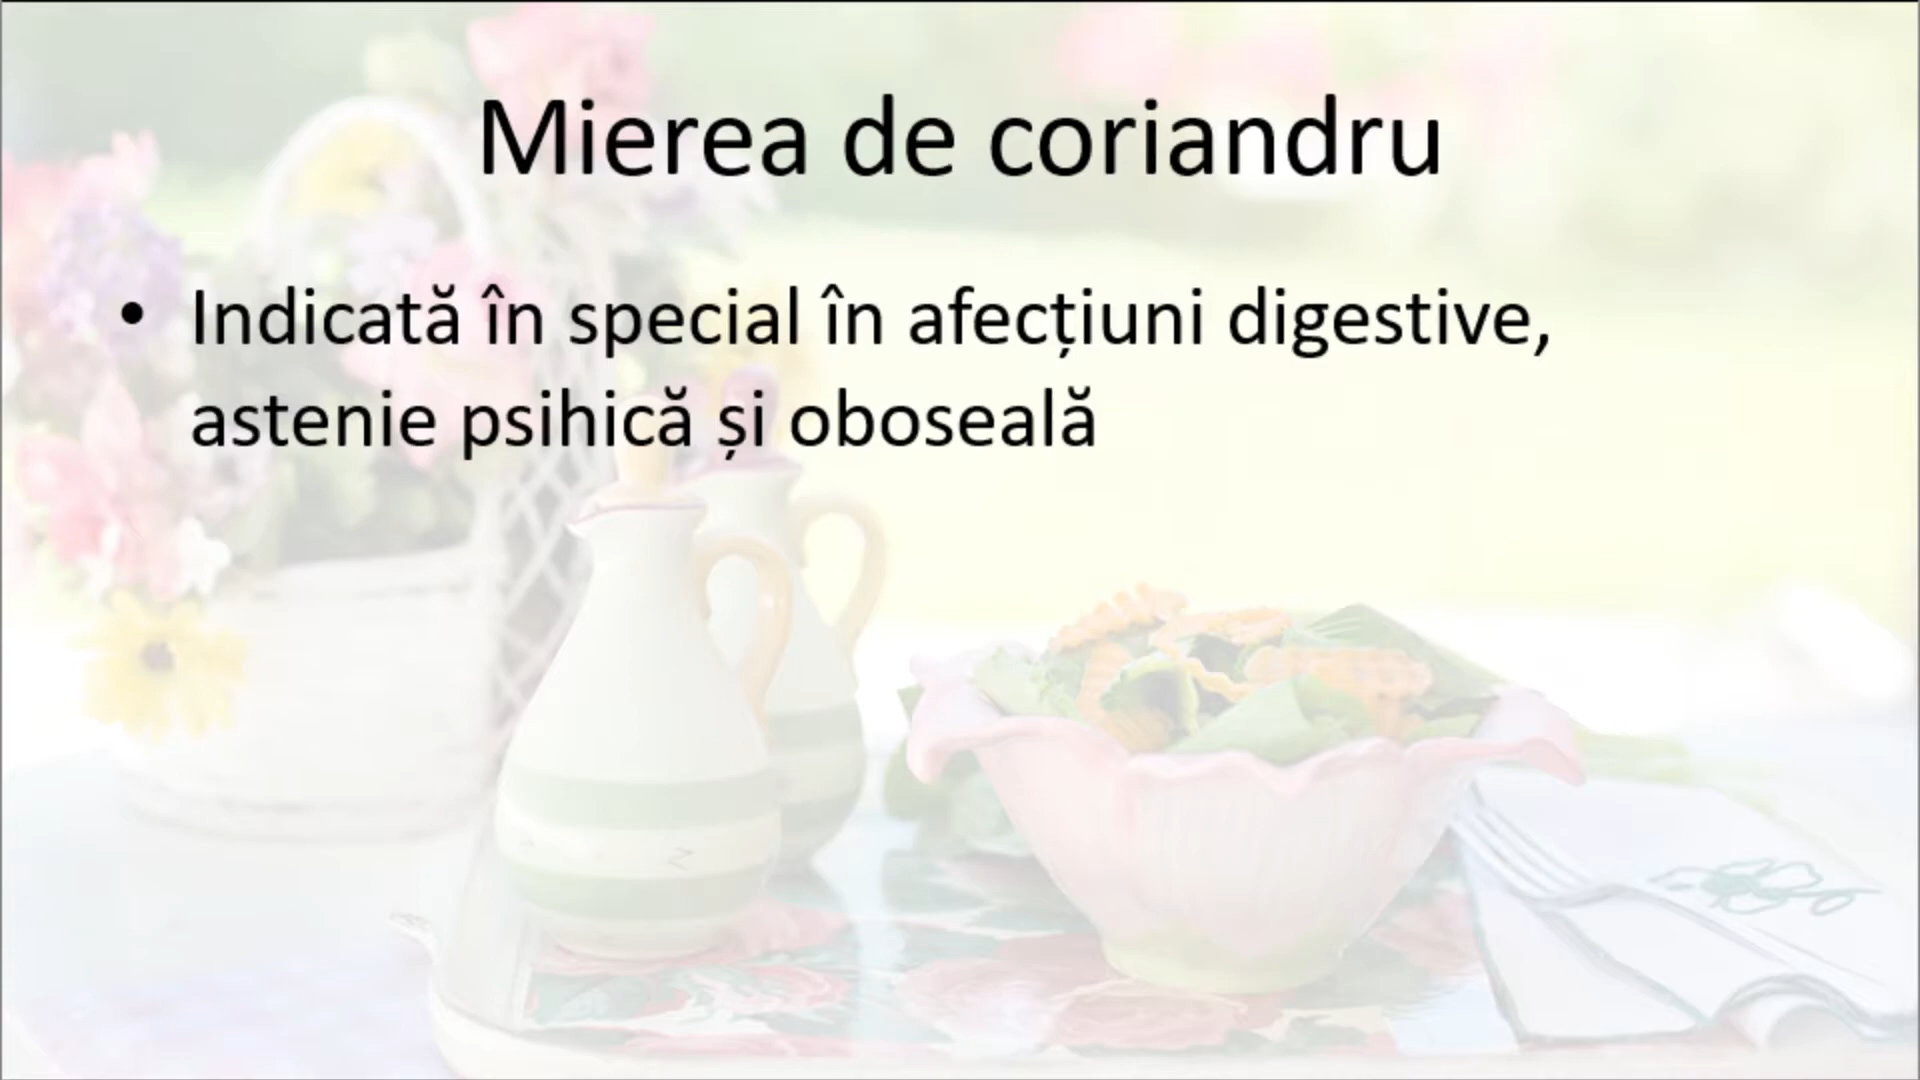 Mierea de coriandru
• Indicată în special în afecțiuni digestive,
astenie psihică și oboseală